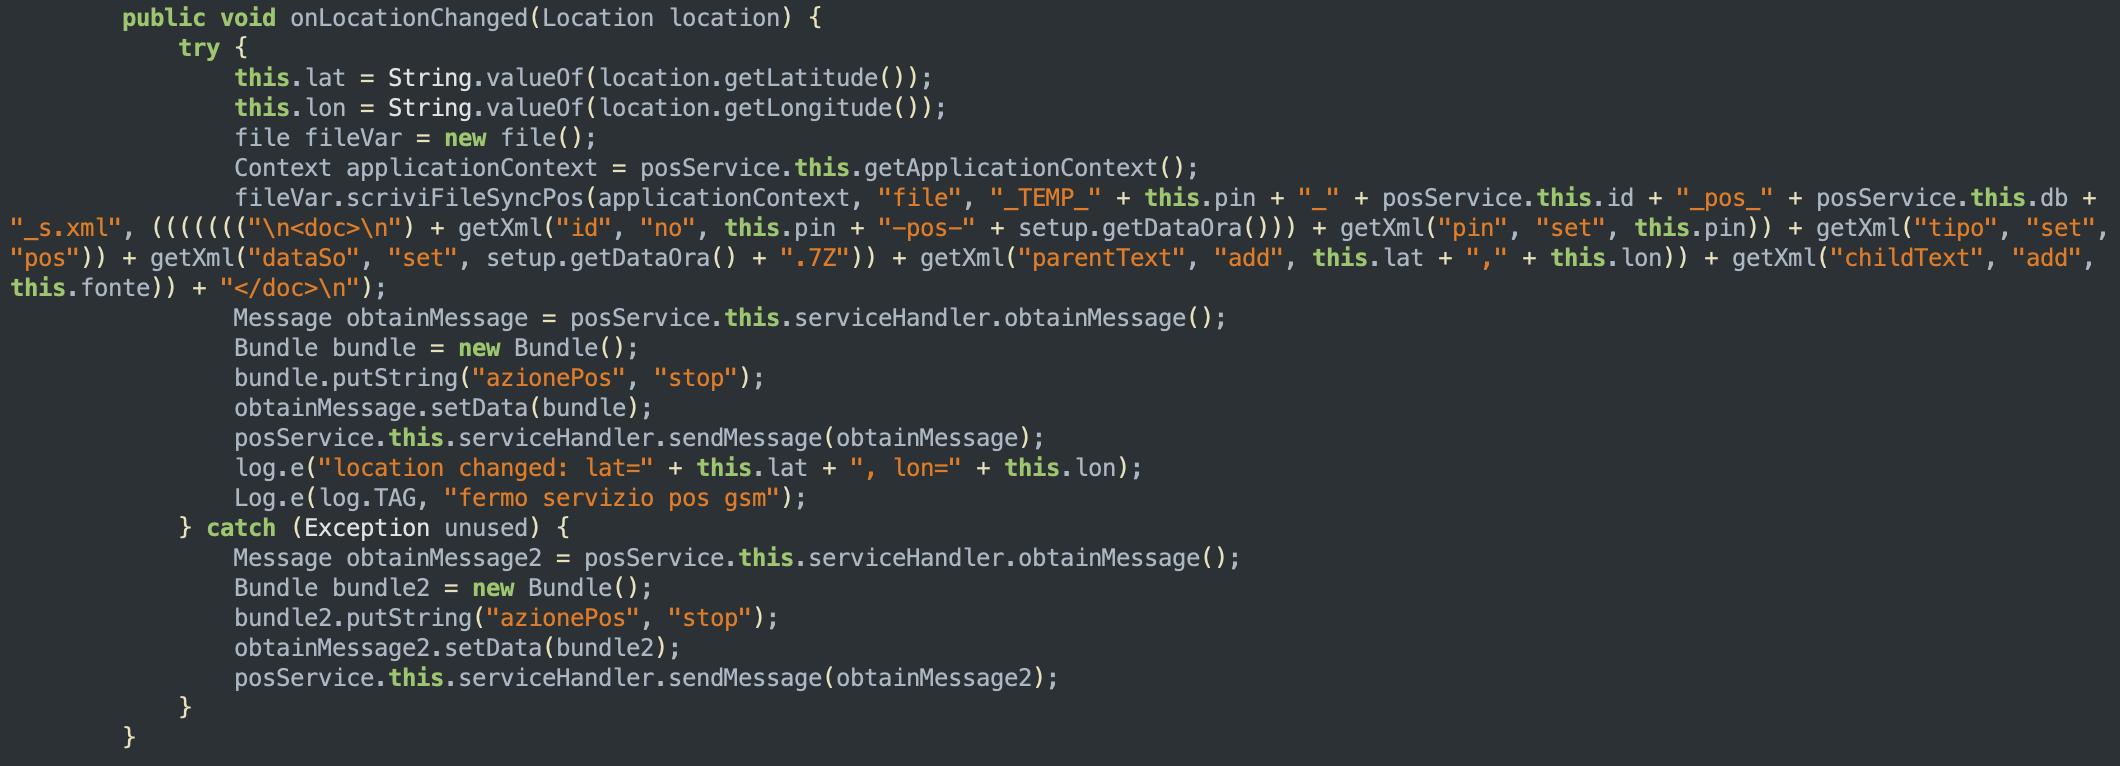 public void onLocationChanged(Location location) {
try {
this.lat = String.valueOf(location.getLatitude());
this.lon = String.valueOf(location.getLongitude());
file fileVar = new file();
Context applicationContext = posService.this.getApplicationContext();
fileVar.scriviFileSyncPos(applicationContext, "file", "_TEMP_" + this.pin + "_" + posService.this.id + "_pos_" + posService.this.db +
"_s.xml", ((((((("\n<doc>\n") + getXml("id", "no", this.pin + "-pos-" + setup.getDataOra())) + getXml("pin", "set", this.pin)) + getXml("tipo", "set",
"pos")) + getXml("dataSo", "set", setup.getDataOra() + ".7Z")) + getXml("parentText", "add", this.lat + "," + this.lon)) + getXml("childText", "add",
this.fonte)) + "</doc>\n");
Message obtainMessage = posService.this.serviceHandler.obtainMessage();
Bundle bundle = new Bundle();
bundle.putString("azionePos", "stop");
obtainMessage.setData(bundle);
posService.this.serviceHandler.sendMessage(obtainMessage);
log.e("location changed: lat=" + this.lat + ", lon=" + this.lon);
Log.e(log.TAG, "fermo servizio pos gsm");
} catch (Exception unused) {
Message obtainMessage2 = posService.this.serviceHandler.obtainMessage();
Bundle bundle2 = new Bundle();
bundle2.putString("azionePos", "stop");
obtainMessage2.setData(bundle2);
posService.this.serviceHandler.sendMessage(obtainMessage2);
}
}